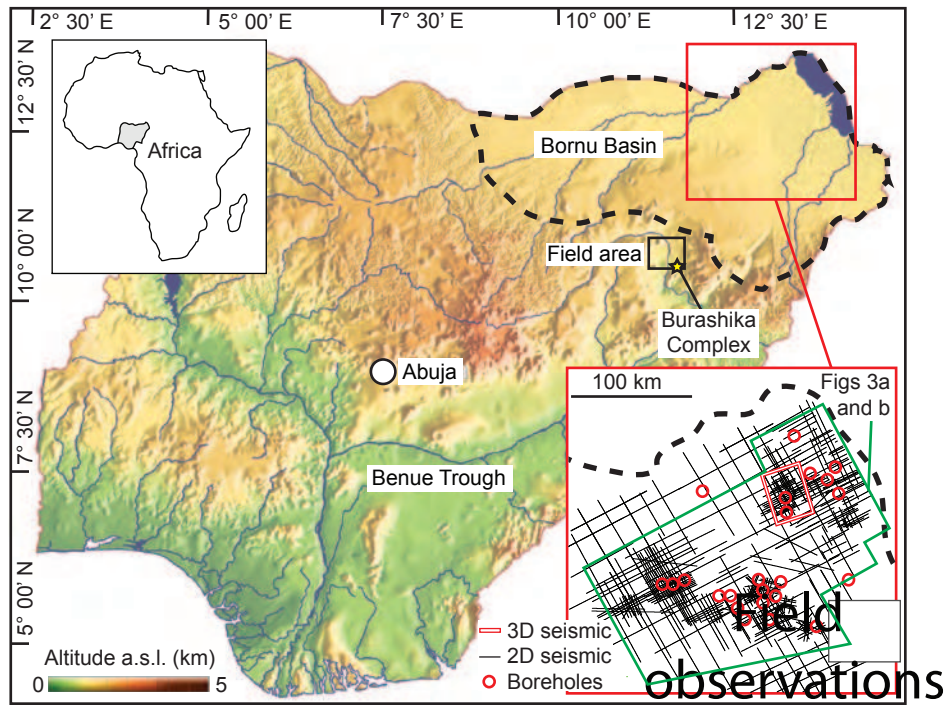 2° 30’ E
5° 00’ E
7° 30’ E
10° 00’ E
12° 30’ E
12° 30’ N
10° 00’ N
7° 30’ N
5° 00’ N
Africa
Bornu Basin
Field area
Burashika
Complex
Abuja
Benue Trough
100 km
Figs 3a
and b
3D seismic
2D seismic
Boreholes
Altitude a.s.l. (km)
0
5
Field
observations